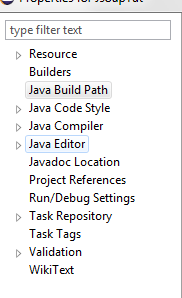 Properties for JsoupTut
type filter text
Resource
Builders
Java Build Path
Java Code Style
Java Compiler
Java Editor
Javadoc Location
Project References
Run/Debug Settings
Task Repository
Task Tags
Validation
WikiText